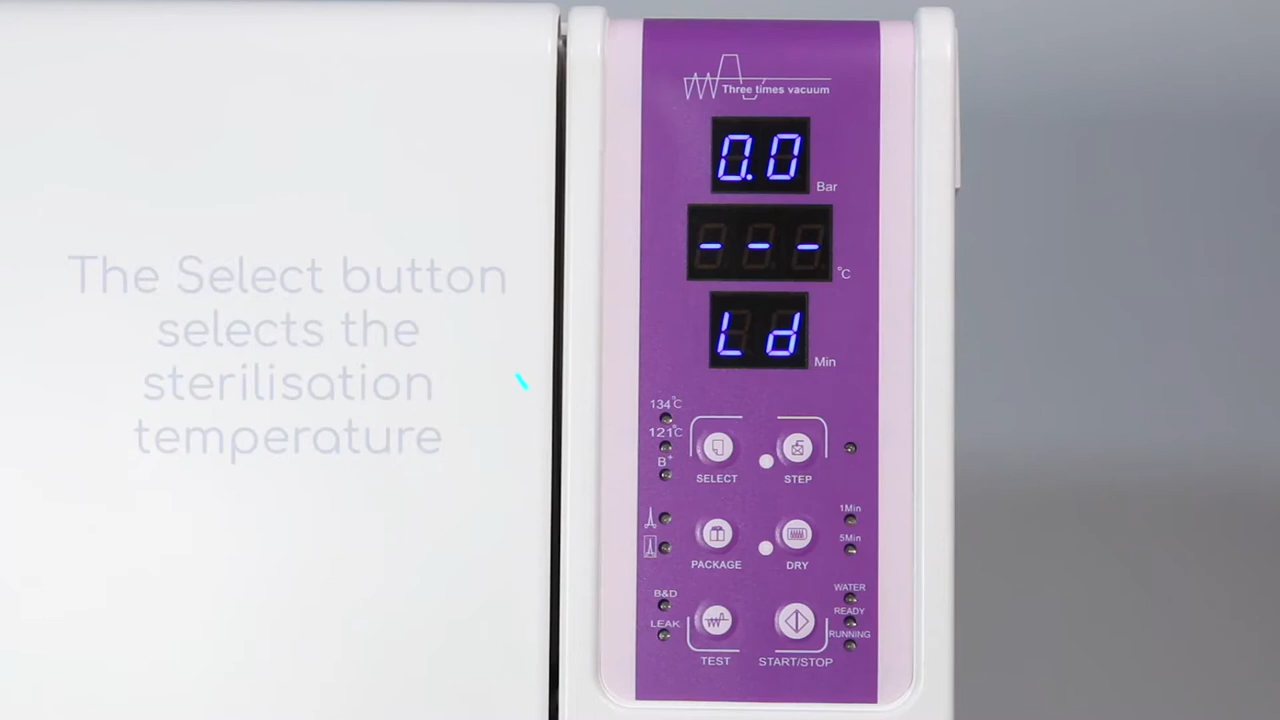 The Select button
selects the
sterilisation
temperature
Three times vacuum
0.0
Bar
---
°C
Ld
Min
134°C
121°C
B+
SELECT
STEP
1Min
5Min
PACKAGE
DRY
B&D
LEAK
WATER
READY
RUNNING
TEST
START/STOP